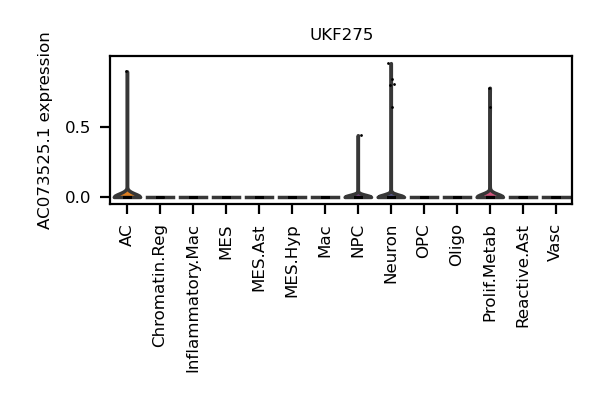 UKF275
AC073525.1 expression
0.5
0.0
AC
Chromatin.Reg
Inflammatory.Mac
MES
MES.Ast
MES.Hyp
Mac
NPC
Neuron
OPC
Oligo
Prolif.Metab
Reactive.Ast
Vasc